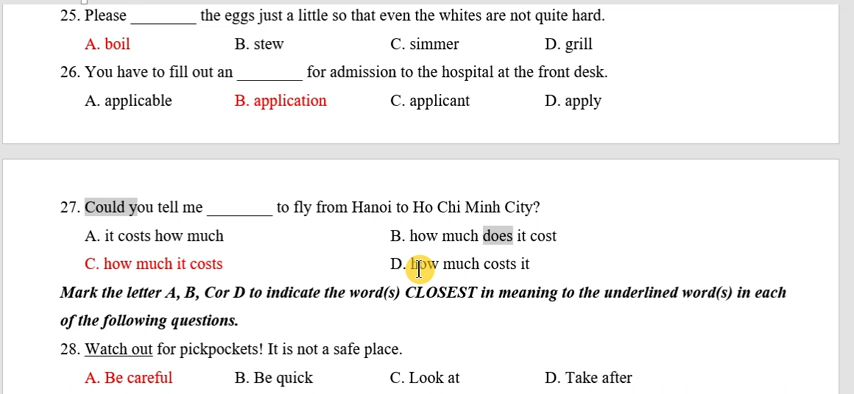 25. Please ________ the eggs just a little so that even the whites are not quite hard.
A. boil B. stew C. simmer D. grill
26. You have to fill out an ________ for admission to the hospital at the front desk.
A. applicable B. application C. applicant D. apply
27. Could you tell me ________ to fly from Hanoi to Ho Chi Minh City?
A. it costs how much B. how much does it cost
C. how much it costs D. how much costs it
Mark the letter A, B, Cor D to indicate the word(s) CLOSEST in meaning to the underlined word(s) in each
of the following questions.
28. Watch out for pickpockets! It is not a safe place.
A. Be careful B. Be quick C. Look at D. Take after